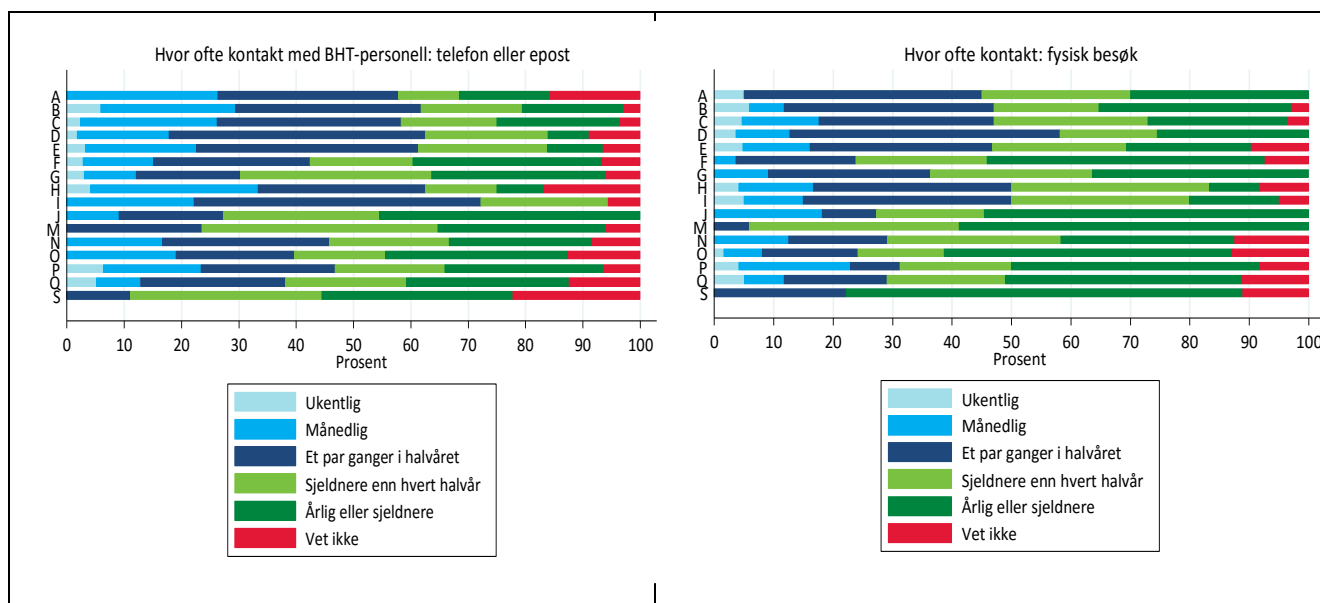 Hvor ofte kontakt med BHT-personell: telefon eller epost
A
B
C
D
E
F
G
H
I
J
M
N
O
P
Q
S
0 10 20 30 40 50 60 70 80 90 100
Prosent
Ukentlig
Månedlig
Et par ganger i halvåret
Sjeldnere enn hvert halvår
Årlig eller sjeldnere
Vet ikke
Hvor ofte kontakt: fysisk besøk
A
B
C
D
E
F
G
H
I
J
M
N
O
P
Q
S
0 10 20 30 40 50 60 70 80 90 100
Prosent
Ukentlig
Månedlig
Et par ganger i halvåret
Sjeldnere enn hvert halvår
Årlig eller sjeldnere
Vet ikke